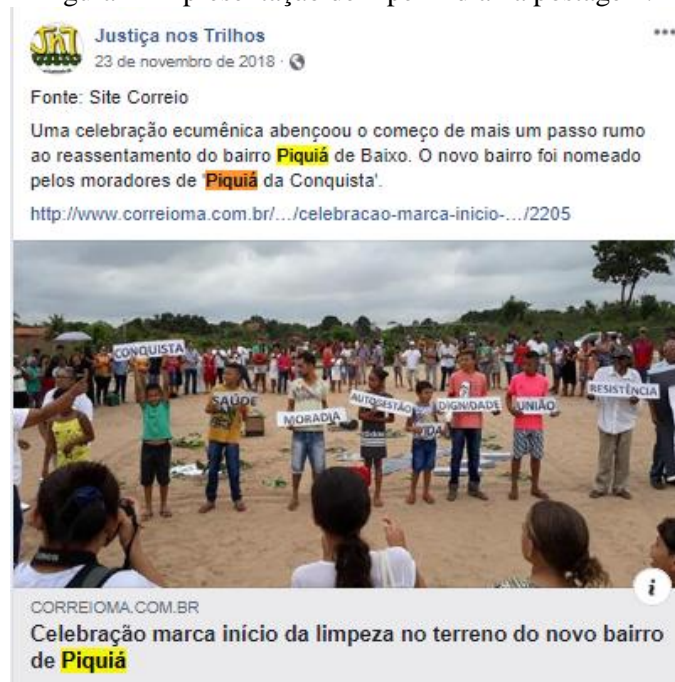 Justiça nos Trilhos
23 de novembro de 2018 ·
Fonte: Site Correio
Uma celebração ecumênica abençoou o começo de mais um passo rumo
ao reassentamento do bairro Piquiá de Baixo. O novo bairro foi nomeado
pelos moradores de 'Piquiá da Conquista'.
http://www.correioma.com.br/.../celebracao-marca-inicio-.../2205
CONQUISTA
SAÚDE
MORADIA
AUTOGESTÃO
VIDA
DIGNIDADE
UNIÃO
RESISTÊNCIA
CORREIOMA.COM.BR
Celebração marca início da limpeza no terreno do novo bairro
de Piquiá